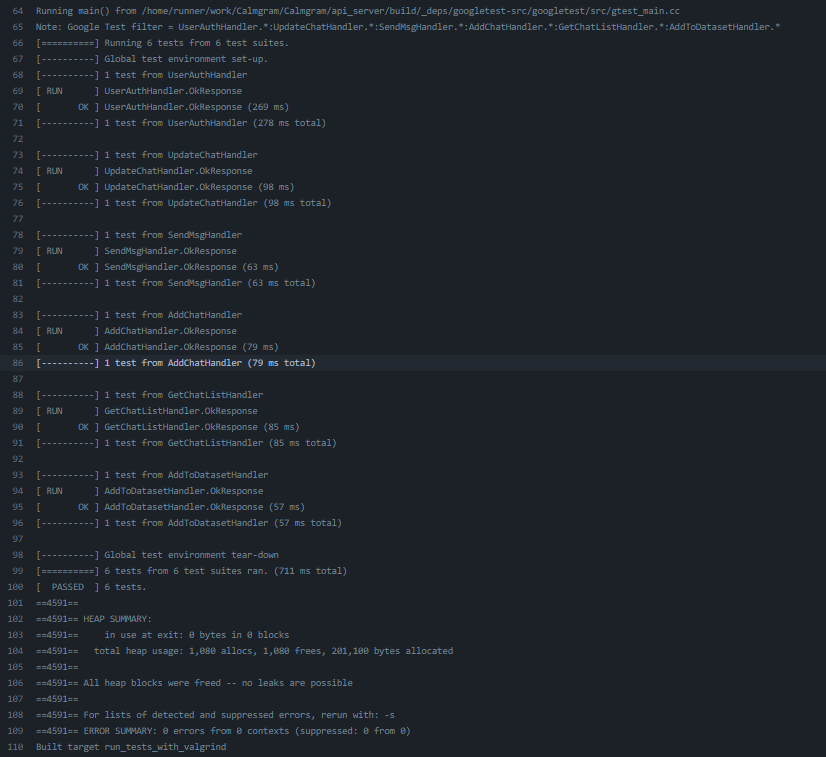 64 Running main() from /home/runner/work/Calmgram/Calmgram/api_server/build/_deps/googletest-src/googletest/src/gtest_main.cc
65 Note: Google Test filter = UserAuthHandler.*:UpdateChatHandler.*:SendMsgHandler.*:AddChatHandler.*:GetChatListHandler.*:AddToDatasetHandler.*
66 [==========] Running 6 tests from 6 test suites.
67 [----------] Global test environment set-up.
68 [----------] 1 test from UserAuthHandler
69 [ RUN      ] UserAuthHandler.OkResponse
70 [       OK ] UserAuthHandler.OkResponse (269 ms)
71 [----------] 1 test from UserAuthHandler (278 ms total)
72
73 [----------] 1 test from UpdateChatHandler
74 [ RUN      ] UpdateChatHandler.OkResponse
75 [       OK ] UpdateChatHandler.OkResponse (98 ms)
76 [----------] 1 test from UpdateChatHandler (98 ms total)
77
78 [----------] 1 test from SendMsgHandler
79 [ RUN      ] SendMsgHandler.OkResponse
80 [       OK ] SendMsgHandler.OkResponse (63 ms)
81 [----------] 1 test from SendMsgHandler (63 ms total)
82
83 [----------] 1 test from AddChatHandler
84 [ RUN      ] AddChatHandler.OkResponse
85 [       OK ] AddChatHandler.OkResponse (79 ms)
86 [----------] 1 test from AddChatHandler (79 ms total)
87
88 [----------] 1 test from GetChatListHandler
89 [ RUN      ] GetChatListHandler.OkResponse
90 [       OK ] GetChatListHandler.OkResponse (85 ms)
91 [----------] 1 test from GetChatListHandler (85 ms total)
92
93 [----------] 1 test from AddToDatasetHandler
94 [ RUN      ] AddToDatasetHandler.OkResponse
95 [       OK ] AddToDatasetHandler.OkResponse (57 ms)
96 [----------] 1 test from AddToDatasetHandler (57 ms total)
97
98 [----------] Global test environment tear-down
99 [==========] 6 tests from 6 test suites ran. (711 ms total)
100 [  PASSED  ] 6 tests.
101 ==4591==
102 ==4591== HEAP SUMMARY:
103 ==4591==     in use at exit: 0 bytes in 0 blocks
104 ==4591==   total heap usage: 1,080 allocs, 1,080 frees, 201,100 bytes allocated
105 ==4591==
106 ==4591== All heap blocks were freed -- no leaks are possible
107 ==4591==
108 ==4591== For lists of detected and suppressed errors, rerun with: -s
109 ==4591== ERROR SUMMARY: 0 errors from 0 contexts (suppressed: 0 from 0)
110 Built target run_tests_with_valgrind